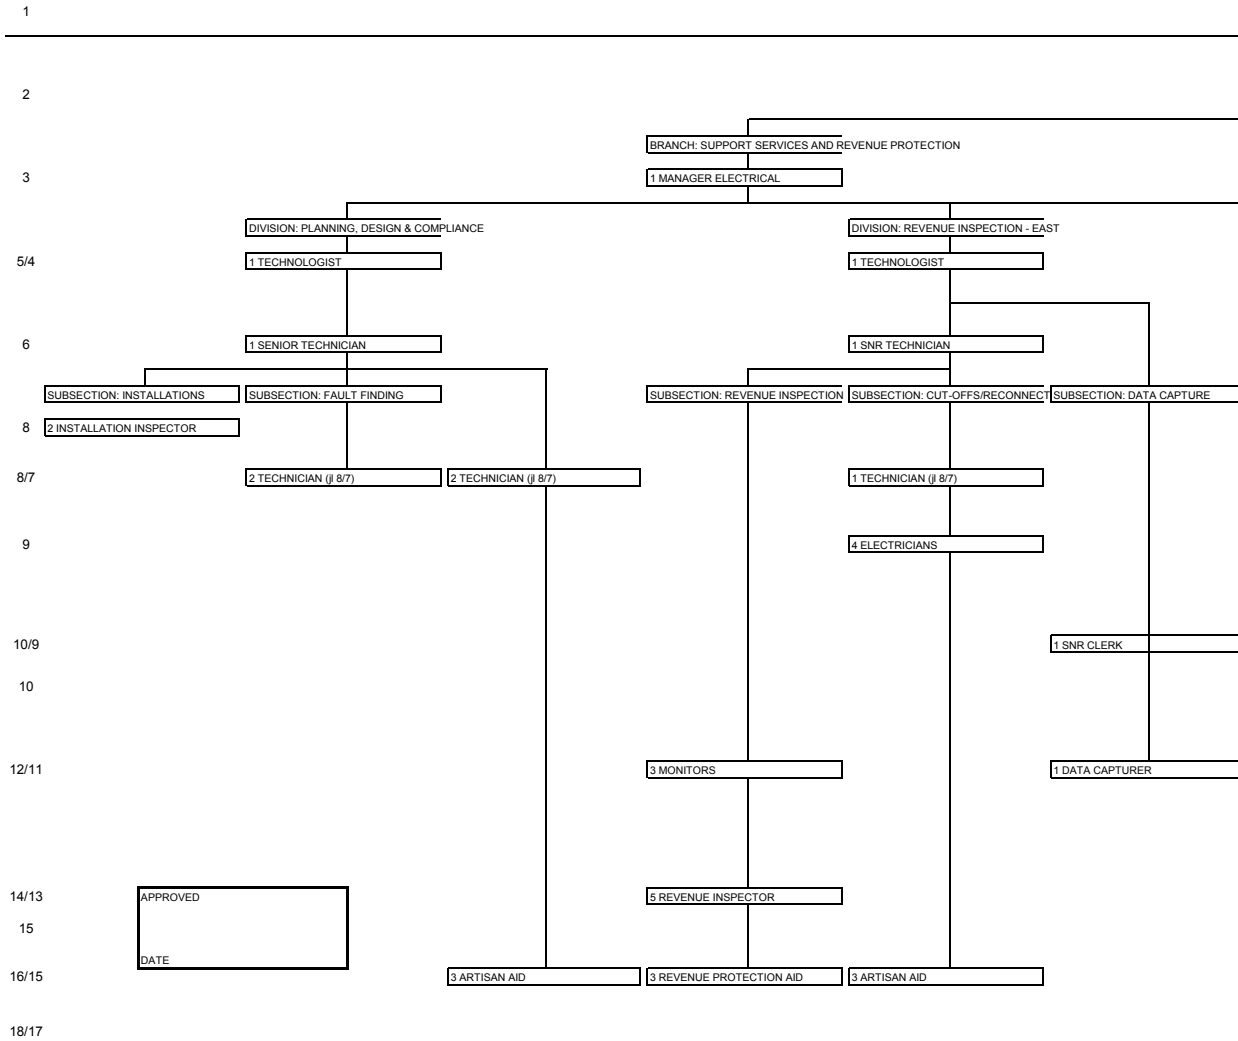 1
2
BRANCH: SUPPORT SERVICES AND REVENUE PROTECTION
3
1 MANAGER ELECTRICAL
DIVISION: PLANNING, DESIGN & COMPLIANCE
DIVISION: REVENUE INSPECTION - EAST
5/4
1 TECHNOLOGIST
1 TECHNOLOGIST
6
1 SENIOR TECHNICIAN
1 SNR TECHNICIAN
SUBSECTION: INSTALLATIONS
SUBSECTION: FAULT FINDING
SUBSECTION: REVENUE INSPECTION
SUBSECTION: CUT-OFFS/RECONNECT
SUBSECTION: DATA CAPTURE
8
2 INSTALLATION INSPECTOR
8/7
2 TECHNICIAN (jl 8/7)
2 TECHNICIAN (jl 8/7)
1 TECHNICIAN (jl 8/7)
9
4 ELECTRICIANS
10/9
1 SNR CLERK
10
12/11
3 MONITORS
1 DATA CAPTURER
14/13
APPROVED
5 REVENUE INSPECTOR
15
DATE
16/15
3 ARTISAN AID
3 REVENUE PROTECTION AID
3 ARTISAN AID
18/17